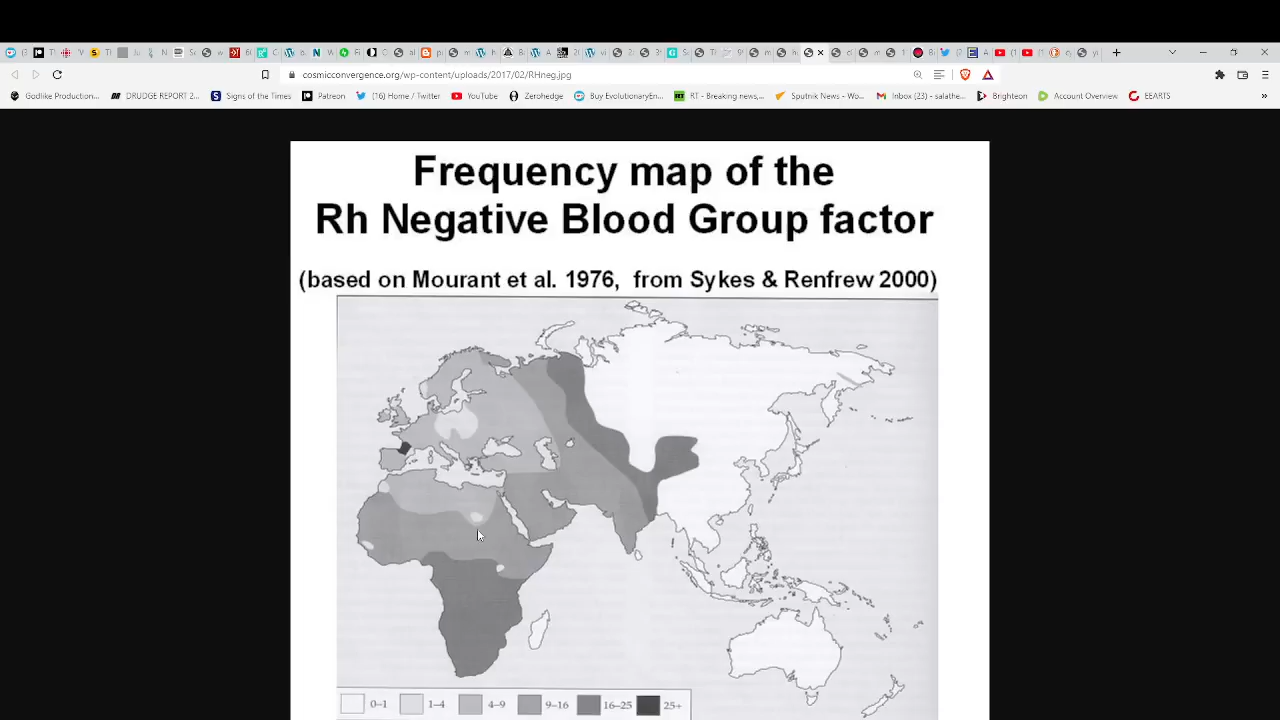 cosmicconvergence.org/wp-content/uploads/2017/02/RHneg.jpg
Godlike Production... DRUDGE REPORT 2... Signs of the Times Patreon (16) Home / Twitter YouTube Zerohedge Buy EvolutionaryEn... RT - Breaking news,... Sputnik News - Wo... Inbox (23) - salathe... Brighteon Account Overview EEARTS
Frequency map of the
Rh Negative Blood Group factor
(based on Mourant et al. 1976, from Sykes & Renfrew 2000)
0–1 1–4 4–9 9–16 16–25 25+